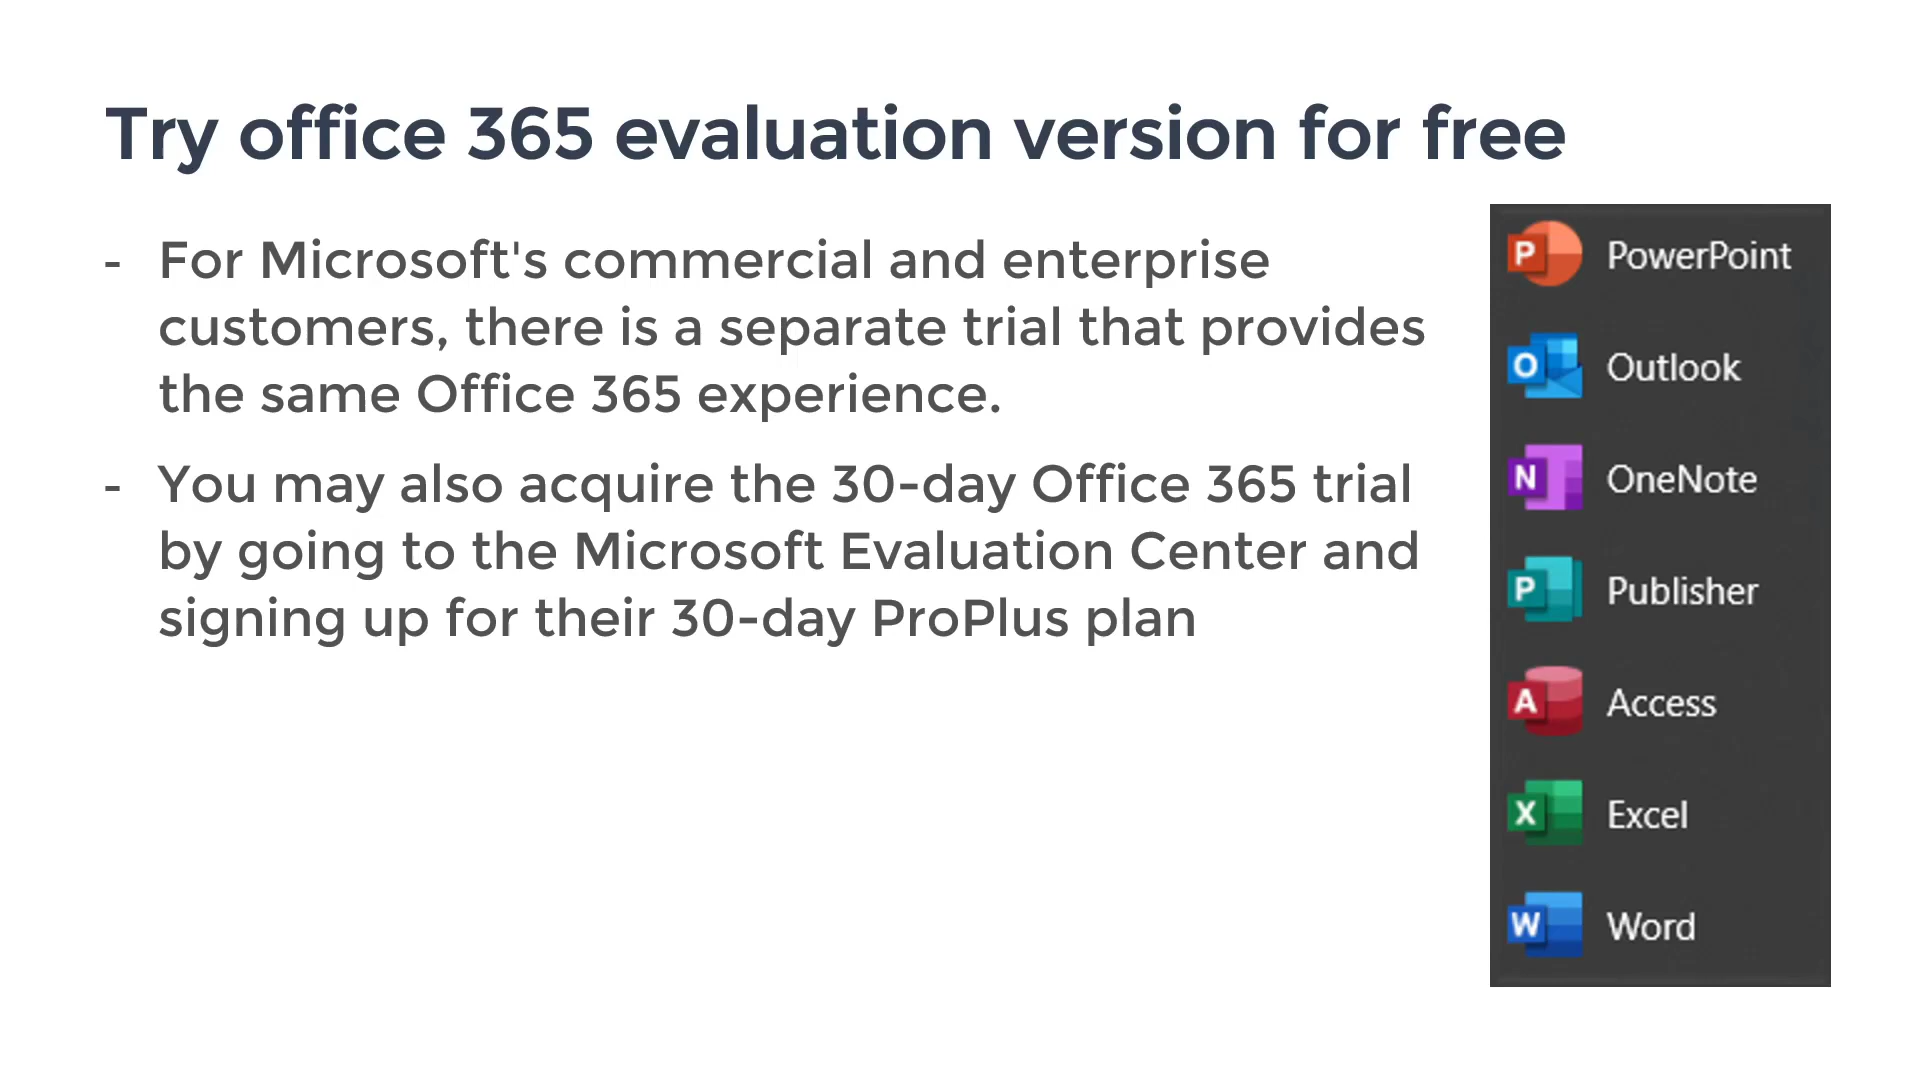 Try office 365 evaluation version for free
- For Microsoft's commercial and enterprise
customers, there is a separate trial that provides
the same Office 365 experience.
- You may also acquire the 30-day Office 365 trial
by going to the Microsoft Evaluation Center and
signing up for their 30-day ProPlus plan
P PowerPoint
O Outlook
N OneNote
P Publisher
A Access
X Excel
W Word